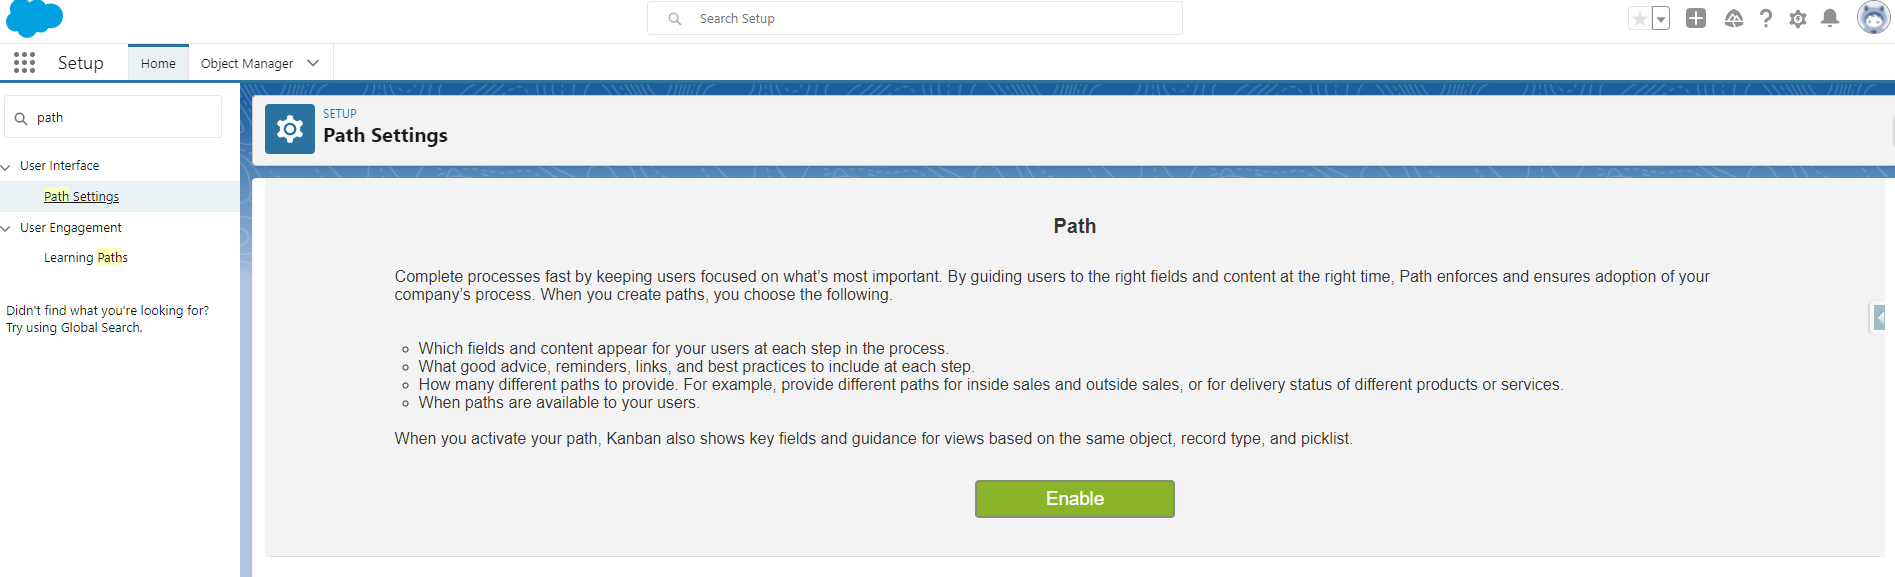 Search Setup
Setup
Home
Object Manager
path
User Interface
Path Settings
User Engagement
Learning Paths
Didn't find what you're looking for?
Try using Global Search.
SETUP
Path Settings
Path
Complete processes fast by keeping users focused on what’s most important. By guiding users to the right fields and content at the right time, Path enforces and ensures adoption of your
company’s process. When you create paths, you choose the following.
Which fields and content appear for your users at each step in the process.
What good advice, reminders, links, and best practices to include at each step.
How many different paths to provide. For example, provide different paths for inside sales and outside sales, or for delivery status of different products or services.
When paths are available to your users.
When you activate your path, Kanban also shows key fields and guidance for views based on the same object, record type, and picklist.
Enable